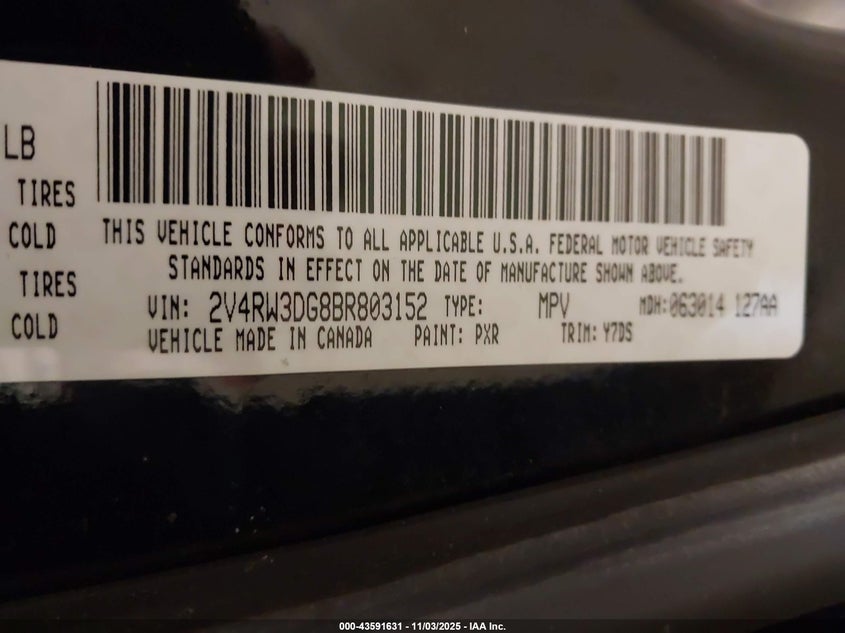 LB
TIRES
COLD
TIRES
COLD
THIS VEHICLE CONFORMS TO ALL APPLICABLE U.S.A. FEDERAL MOTOR VEHICLE SAFETY
STANDARDS IN EFFECT ON THE DATE OF MANUFACTURE SHOWN ABOVE.
VIN: 2V4RW3DG8BR803152 TYPE: MPV MDH:063014 127AA
VEHICLE MADE IN CANADA PAINT: PXR TRIM: Y7DS
000-43591631 - 11/03/2025 - IAA Inc.